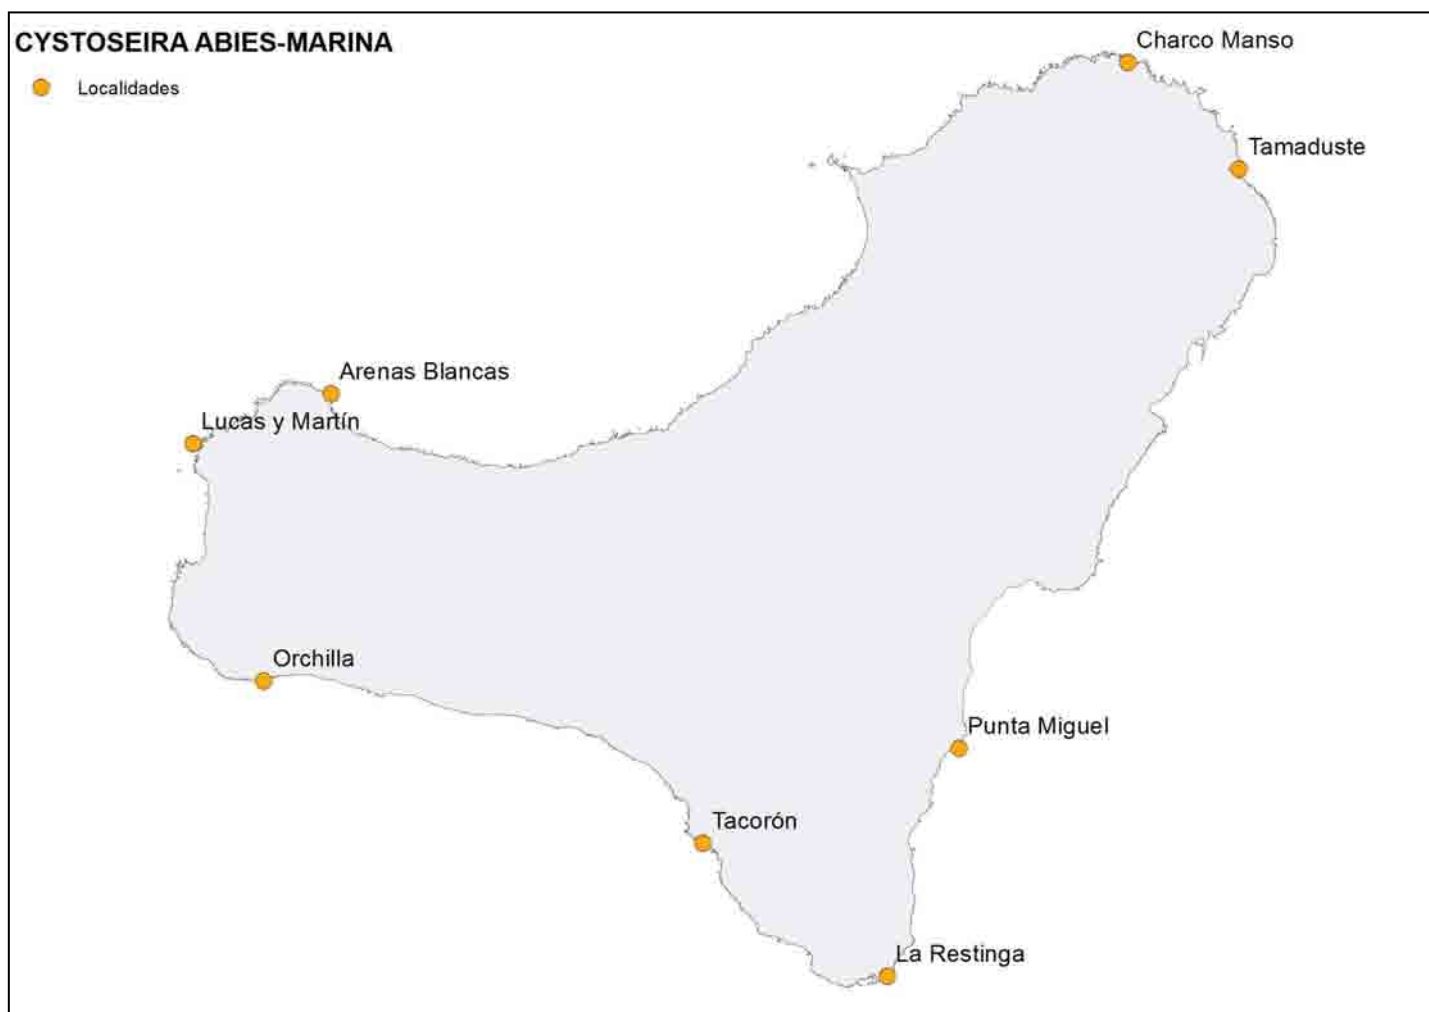 CYSTOSEIRA ABIES-MARINA
Localidades
Charco Manso
Tamaduste
Arenas Blancas
Lucas y Martín
Orchilla
Punta Miguel
Tacorón
La Restinga